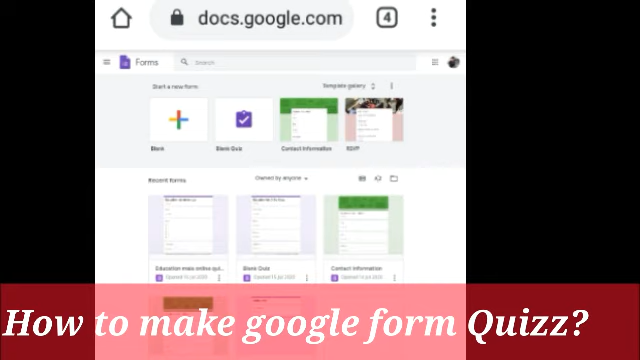 docs.google.com
4
Forms
Search
Start a new form
Template gallery
Blank
Blank Quiz
Contact Information
RSVP
Recent forms
Owned by anyone
Blank Quiz
Contact Information
How to make google form Quizz?